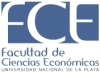 FCE
Facultad de
Ciencias Económicas
UNIVERSIDAD NACIONAL DE LA PLATA